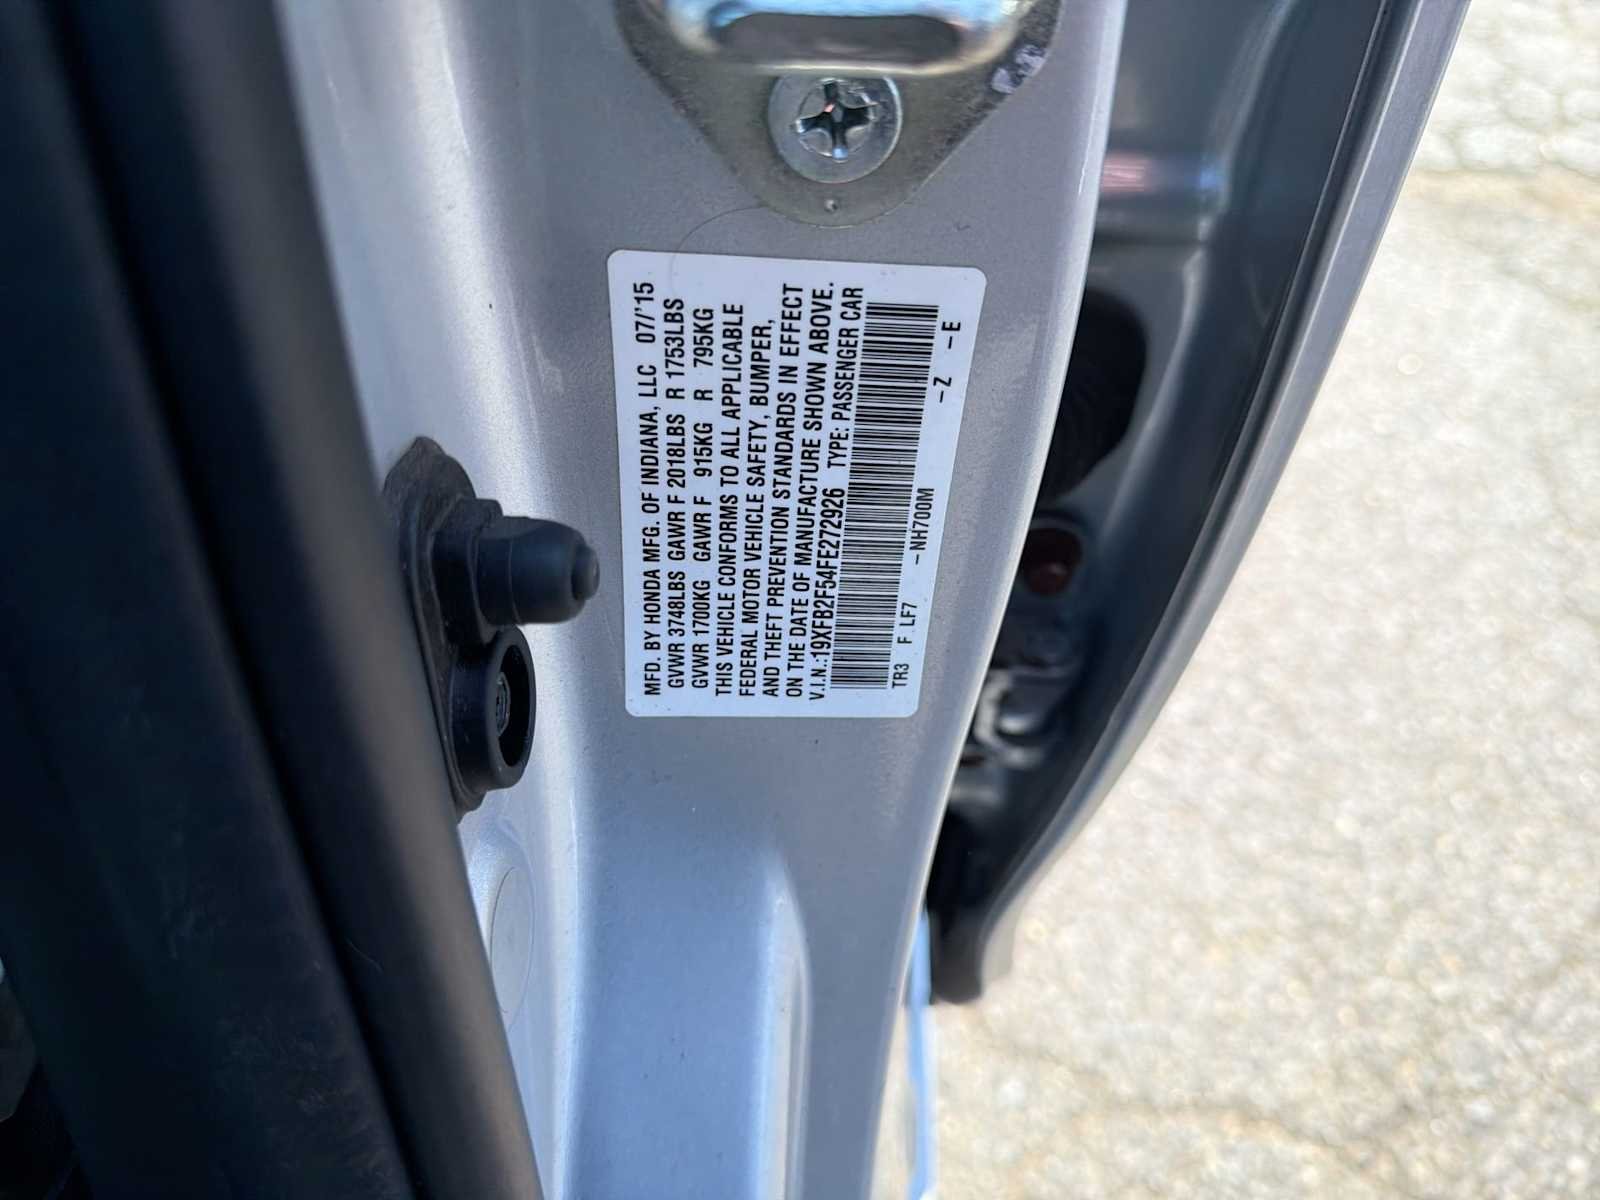 MFD. BY HONDA MFG. OF INDIANA, LLC 07/'15
GVWR 3748LBS GAWR F 2018LBS R 1753LBS
GVWR 1700KG GAWR F 915KG R 795KG
THIS VEHICLE CONFORMS TO ALL APPLICABLE
FEDERAL MOTOR VEHICLE SAFETY, BUMPER,
AND THEFT PREVENTION STANDARDS IN EFFECT
ON THE DATE OF MANUFACTURE SHOWN ABOVE.
V.I.N.:19XFB2F54FE272926 TYPE: PASSENGER CAR
TR3 F LF7 -NH700M -Z -E